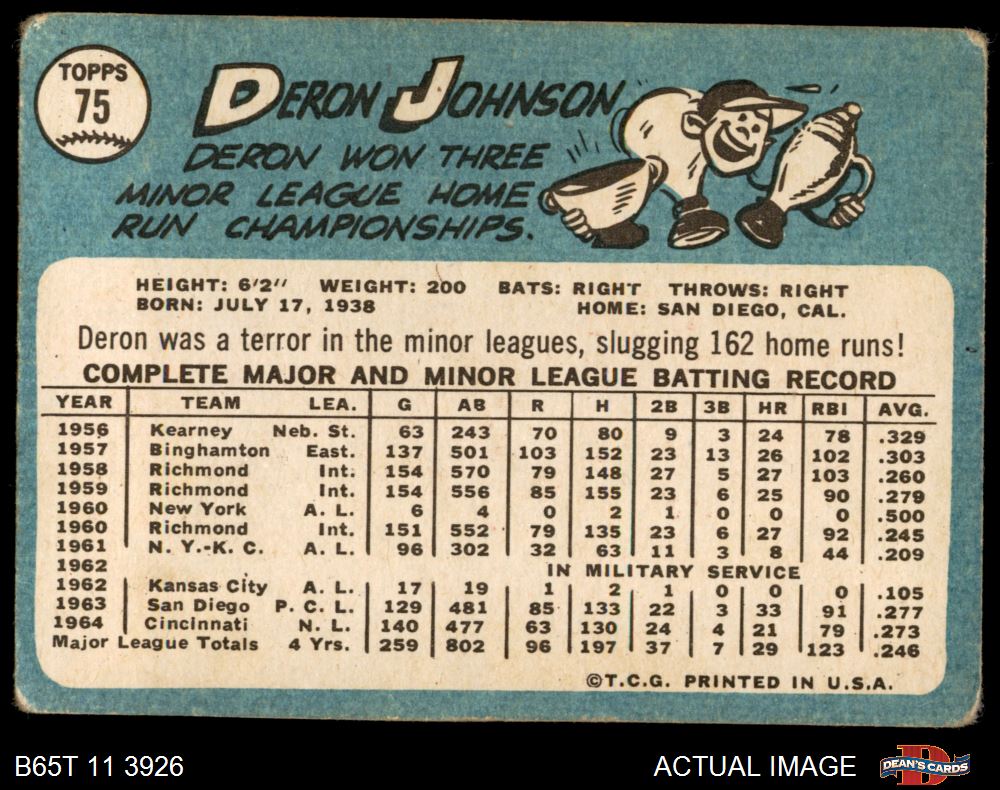 TOPPS
75
DERON JOHNSON
DERON WON THREE
MINOR LEAGUE HOME
RUN CHAMPIONSHIPS.
HEIGHT: 6'2" WEIGHT: 200 BATS: RIGHT THROWS: RIGHT
BORN: JULY 17, 1938 HOME: SAN DIEGO, CAL.
Deron was a terror in the minor leagues, slugging 162 home runs!
COMPLETE MAJOR AND MINOR LEAGUE BATTING RECORD
YEAR TEAM LEA. G AB R H 2B 3B HR RBI AVG.
1956 Kearney Neb. St. 63 243 70 80 9 3 24 78 .329
1957 Binghamton East. 137 501 103 152 23 13 26 102 .303
1958 Richmond Int. 154 570 79 148 27 5 27 103 .260
1959 Richmond Int. 154 556 85 155 23 6 25 90 .279
1960 New York A. L. 6 4 0 2 1 0 0 0 .500
1960 Richmond Int. 151 552 79 135 23 6 27 92 .245
1961 N. Y.-K. C. A. L. 96 302 32 63 11 3 8 44 .209
1962 IN MILITARY SERVICE
1962 Kansas City A. L. 17 19 1 2 1 0 0 0 .105
1963 San Diego P. C. L. 129 481 85 133 22 3 33 91 .277
1964 Cincinnati N. L. 140 477 63 130 24 4 21 79 .273
Major League Totals 4 Yrs. 259 802 96 197 37 7 29 123 .246
©T.C.G. PRINTED IN U.S.A.
B65T 11 3926 ACTUAL IMAGE
DEAN'S CARDS